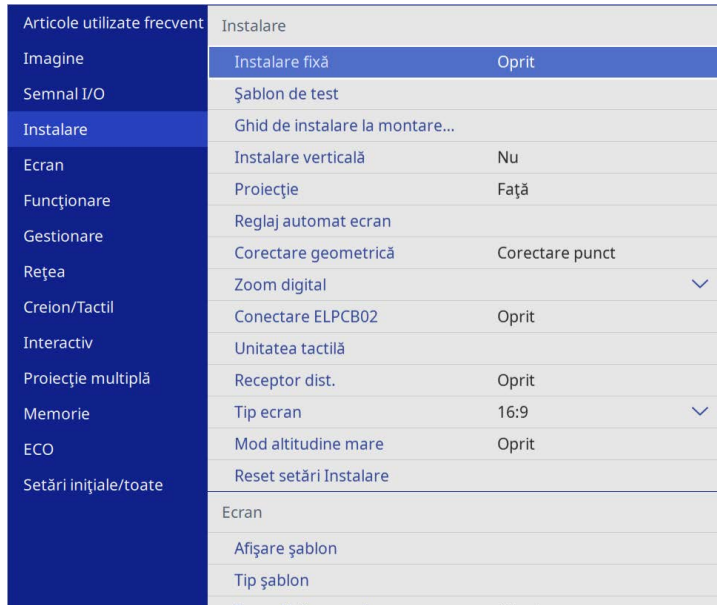 Articole utilizate frecvent
Imagine
Semnal I/O
Instalare
Ecran
Funcţionare
Gestionare
Reţea
Creion/Tactil
Interactiv
Proiecţie multiplă
Memorie
ECO
Setări iniţiale/toate
Instalare
Instalare fixă Oprit
Şablon de test
Ghid de instalare la montare...
Instalare verticală Nu
Proiecţie Faţă
Reglaj automat ecran
Corectare geometrică Corectare punct
Zoom digital
Conectare ELPCB02 Oprit
Unitatea tactilă
Receptor dist. Oprit
Tip ecran 16:9
Mod altitudine mare Oprit
Reset setări Instalare
Ecran
Afişare şablon
Tip şablon